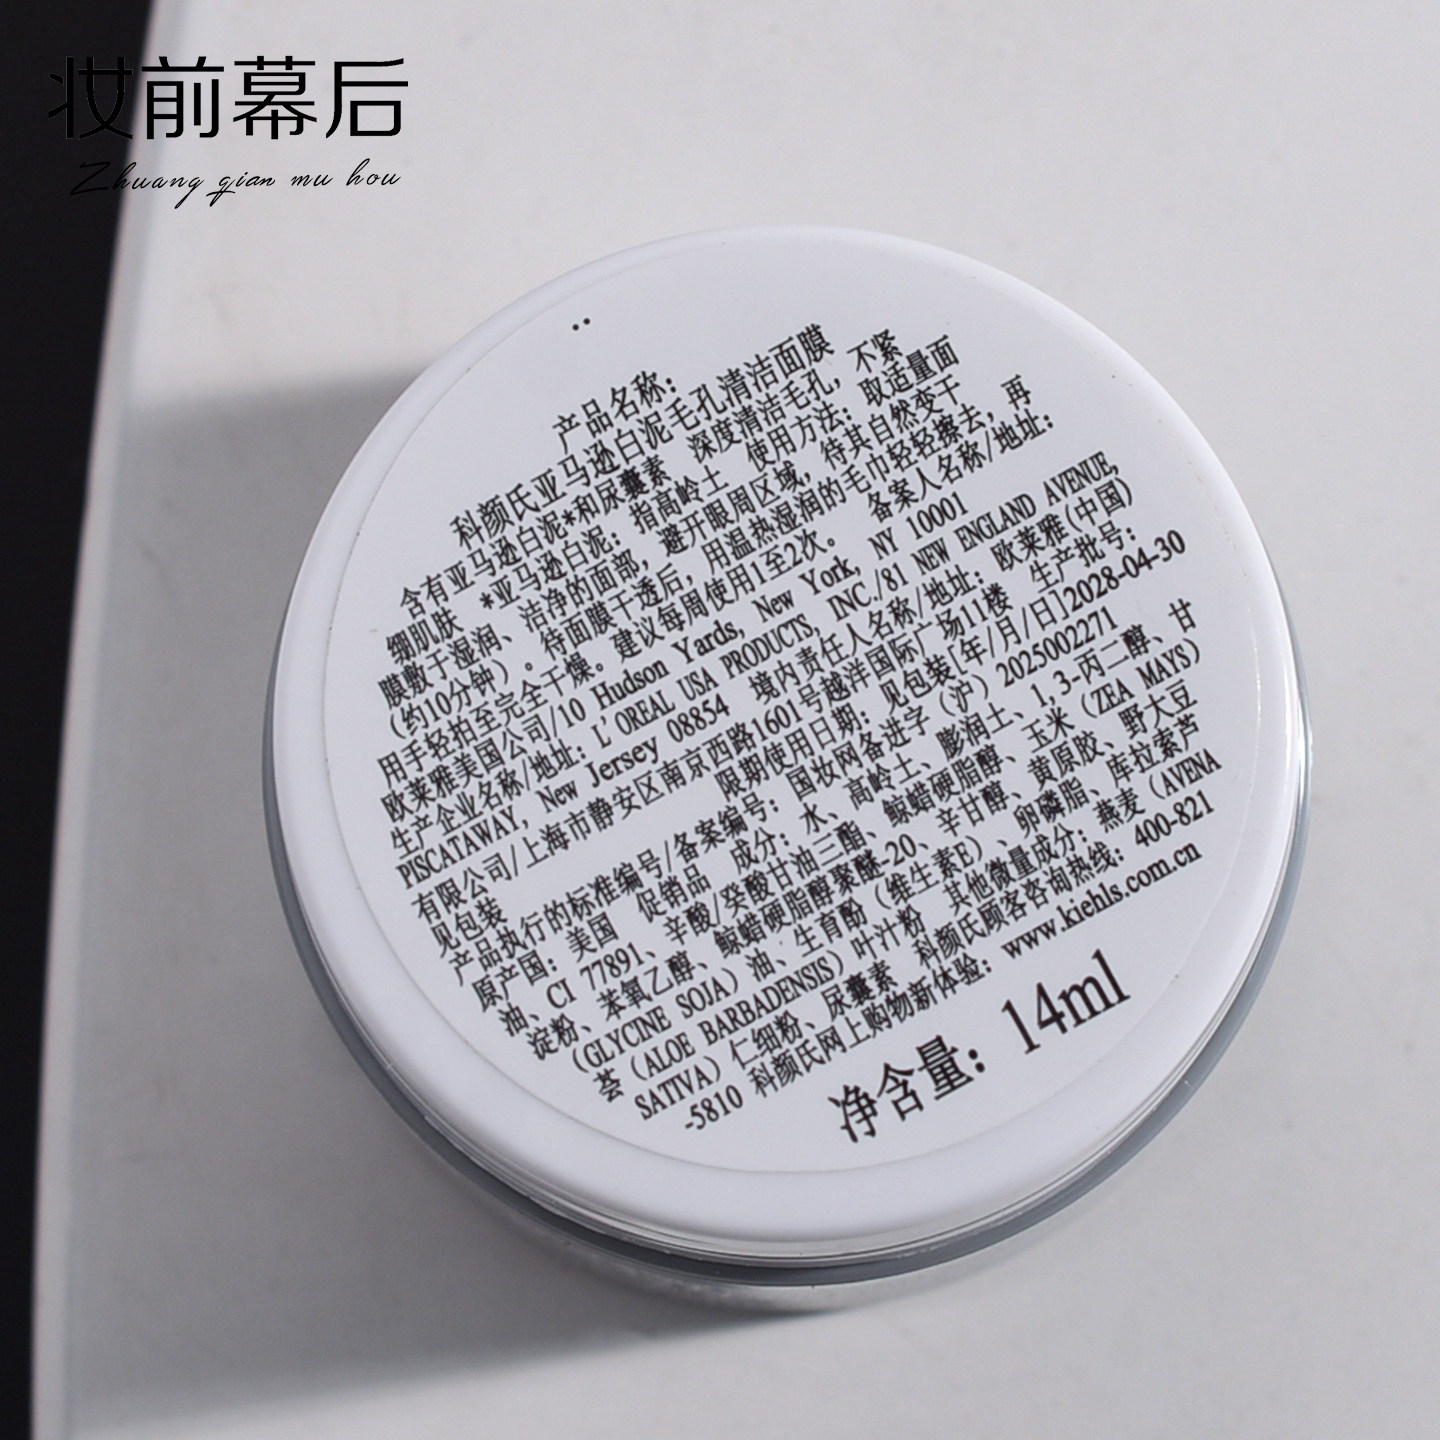 妆前幕后
Zhuang qian mu hou
产品名称：
科颜氏亚马逊白泥毛孔清洁面膜
含有亚马逊白泥*和尿囊素 深度清洁毛孔，不紧
绷肌肤 *亚马逊白泥：指高岭土 使用方法：取适量面
膜敷于湿润、洁净的面部，避开眼周区域，待其自然变干
（约10分钟）。待面膜干透后，用温热湿润的毛巾轻轻擦去，再
用手轻拍至完全干燥。建议每周使用1至2次。 备案人名称/地址：
欧莱雅美国公司/10 Hudson Yards, New York, NY 10001
生产企业名称/地址：L'OREAL USA PRODUCTS, INC./81 NEW ENGLAND AVENUE,
PISCATAWAY, New Jersey 08854 境内责任人名称/地址：欧莱雅(中国)
有限公司/上海市静安区南京西路1601号越洋国际广场11楼 生产批号：
见包装 限期使用日期：见包装[年/月/日]2028-04-30
产品执行的标准编号/备案编号：国妆网备进字（沪）2025002271
原产国：美国 促销品 成分：水、高岭土、膨润土、1,3-丙二醇、甘
油、CI 77891、辛酸/癸酸甘油三酯、鲸蜡硬脂醇、玉米（ZEA MAYS）
淀粉、苯氧乙醇、鲸蜡硬脂醇聚醚-20、辛甘醇、黄原胶、野大豆
（GLYCINE SOJA）油、生育酚（维生素E）、卵磷脂、库拉索芦
荟（ALOE BARBADENSIS）叶汁粉 其他微量成分：燕麦（AVENA
SATIVA）仁细粉、尿囊素 科颜氏顾客咨询热线：400-821
-5810 科颜氏网上购物新体验：www.kiehls.com.cn
净含量：14ml